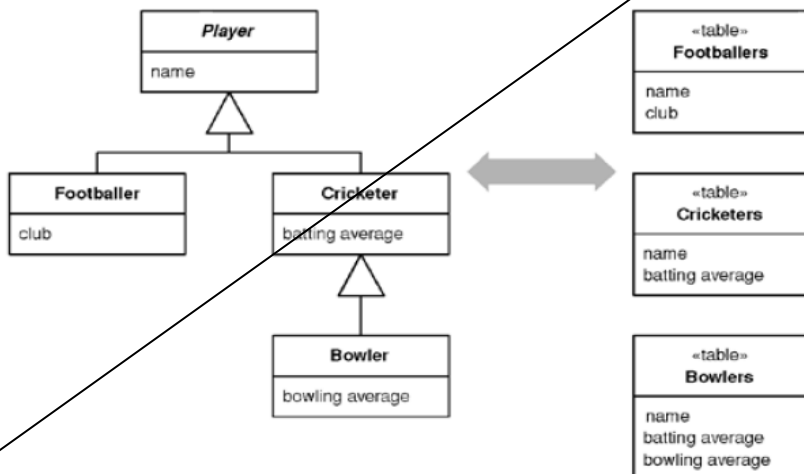 Player
name
Footballer
club
Cricketer
batting average
Bowler
bowling average
«table»
Footballers
name
club
«table»
Cricketers
name
batting average
«table»
Bowlers
name
batting average
bowling average